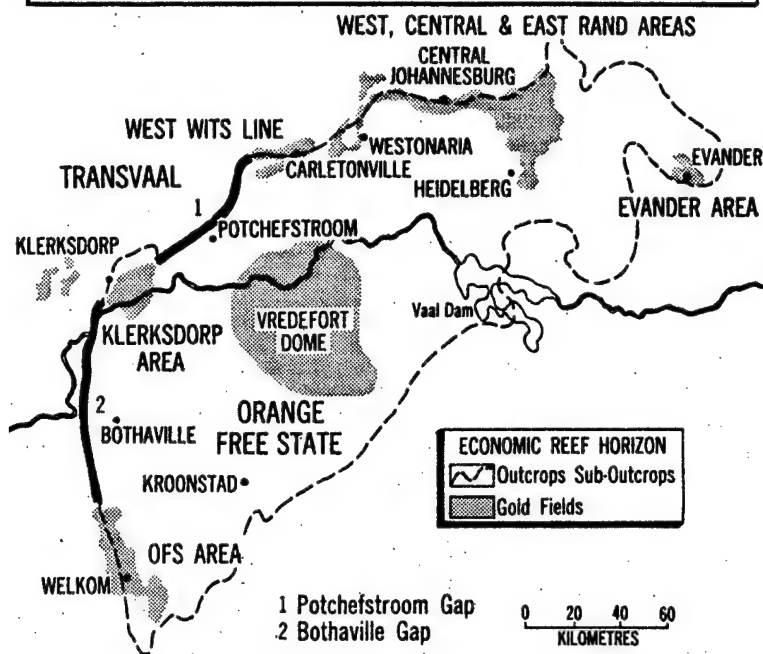 WEST, CENTRAL & EAST RAND AREAS
CENTRAL
JOHANNESBURG
WEST WITS LINE
WESTONARIA
CARLETONVILLE
EVANDER
TRANSVAAL
HEIDELBERG
EVANDER AREA
1
POTCHEFSTROOM
KLERKSDORP
Vaal Dam
VREDEFORT
DOME
KLERKSDORP
AREA
2
BOTHAVILLE
ORANGE
FREE STATE
KROONSTAD
ECONOMIC REEF HORIZON
Outcrops Sub-Outcrops
Gold Fields
OFS AREA
WELKOM
1 Potchefstroom Gap
2 Bothaville Gap
0 20 40 60
KILOMETRES